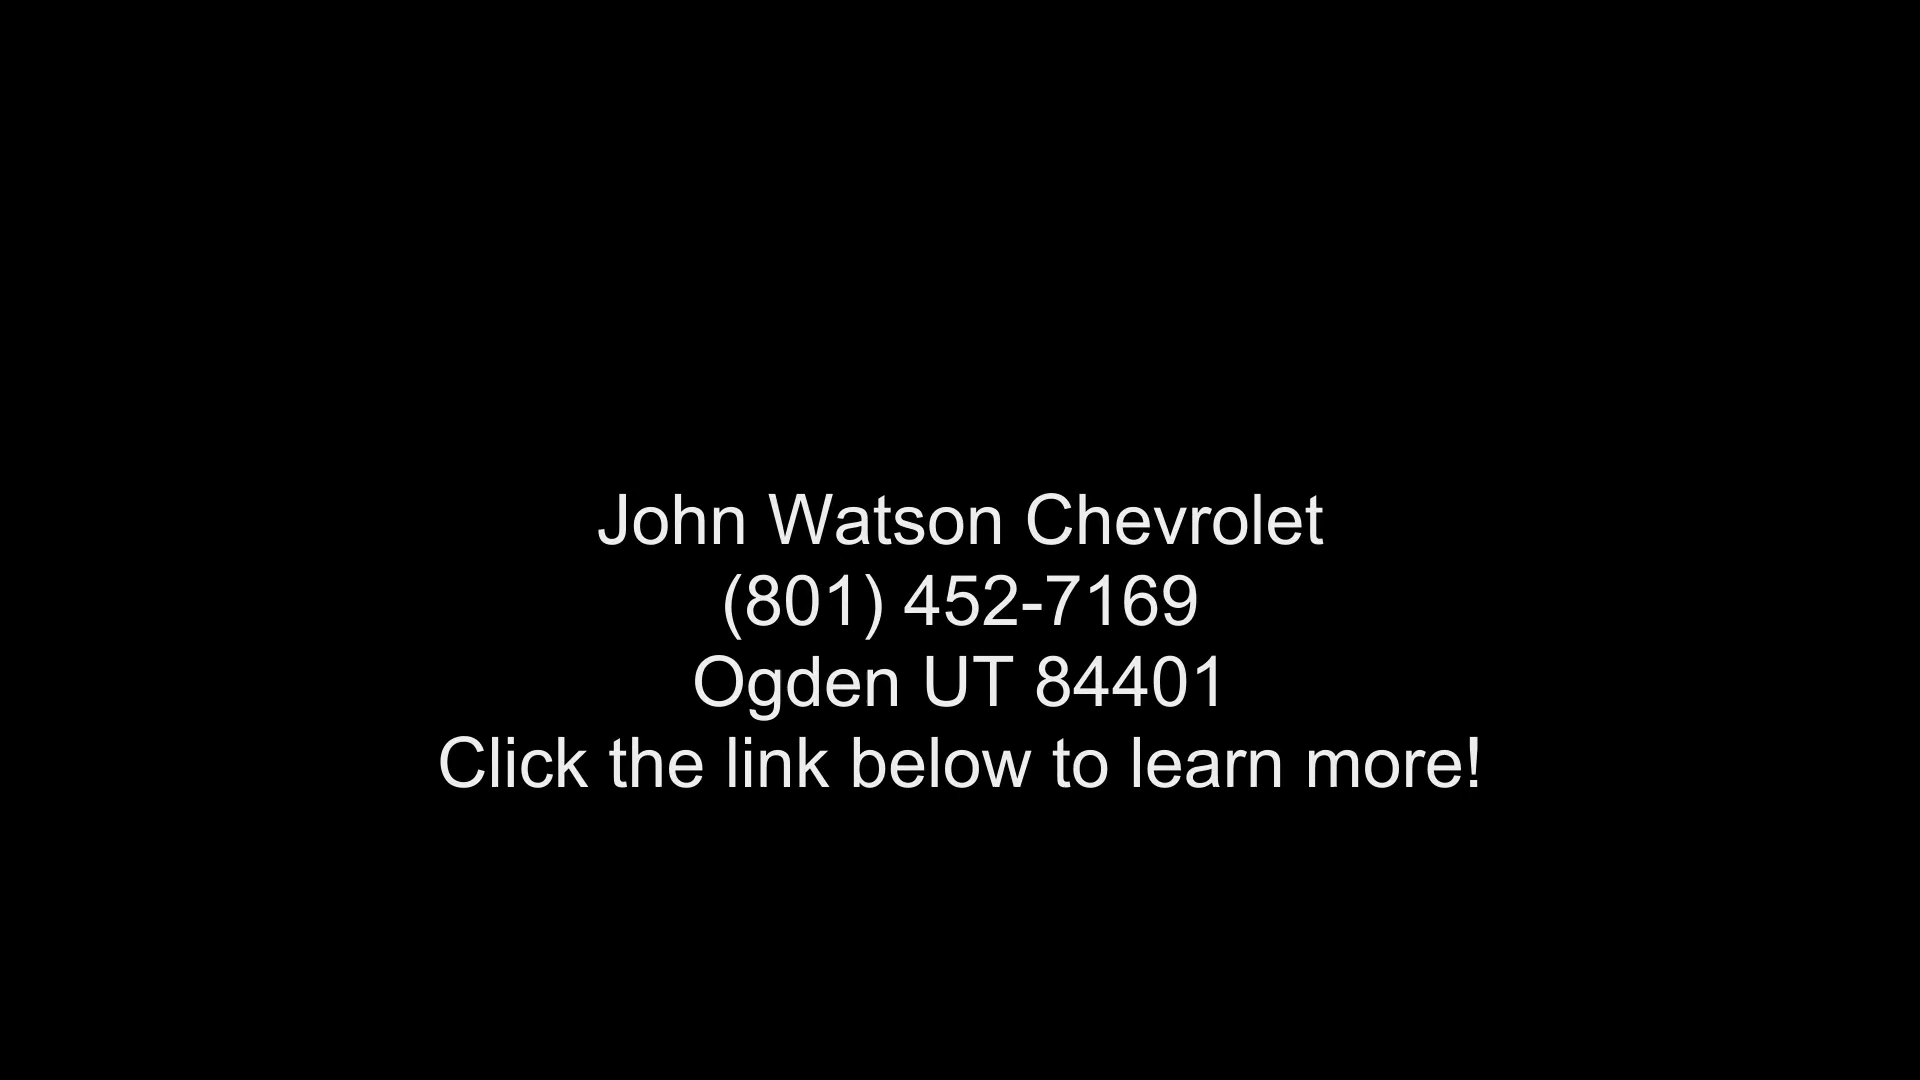 John Watson Chevrolet
(801) 452-7169
Ogden UT 84401
Click the link below to learn more!